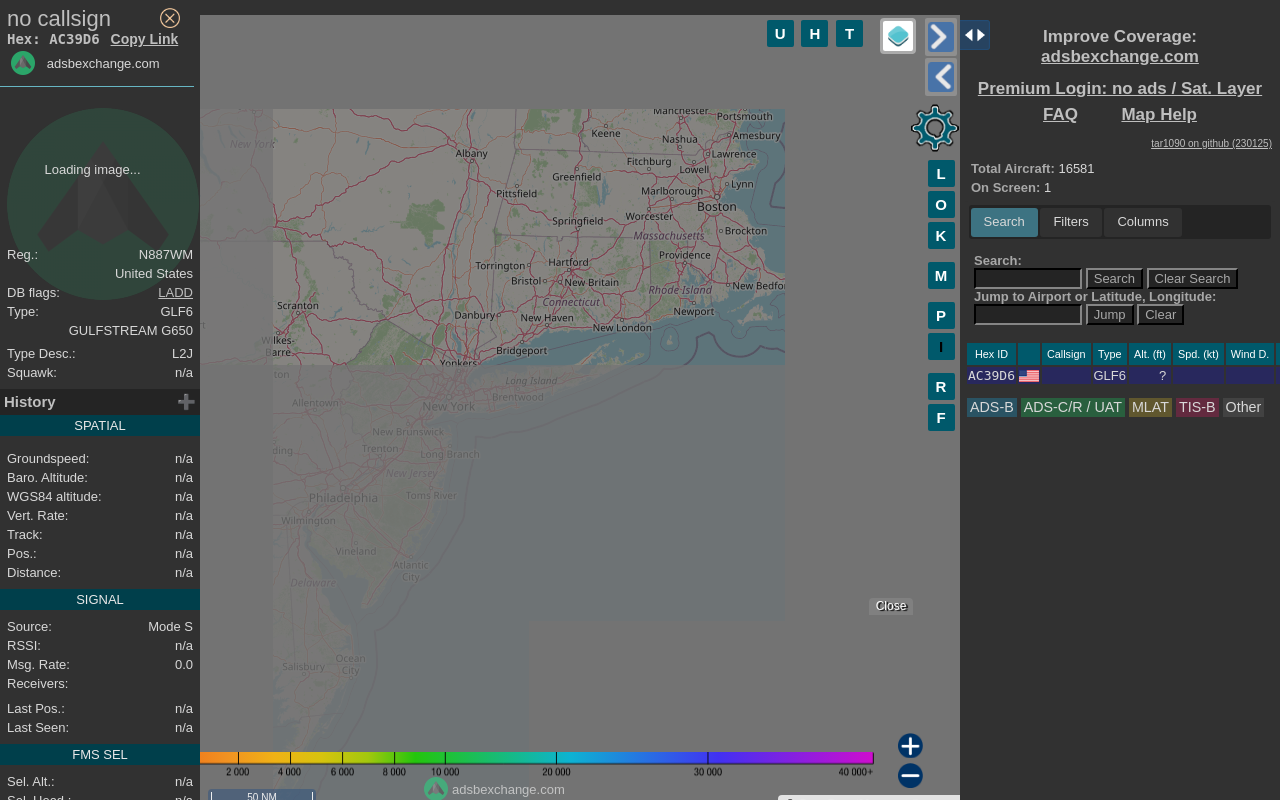 no callsign
Hex: AC39D6 Copy Link
adsbexchange.com
Loading image...
Reg.: N887WM
United States
DB flags: LADD
Type: GLF6
GULFSTREAM G650
Type Desc.: L2J
Squawk: n/a
History
SPATIAL
Groundspeed: n/a
Baro. Altitude: n/a
WGS84 altitude: n/a
Vert. Rate: n/a
Track: n/a
Pos.: n/a
Distance: n/a
SIGNAL
Source: Mode S
RSSI: n/a
Msg. Rate: 0.0
Receivers:
Last Pos.: n/a
Last Seen: n/a
FMS SEL
Sel. Alt.: n/a
U H T
L
O
K
M
P
I
R
F
New York
Manchester
Portsmouth
Keene
Nashua
Amesbury
Albany
Fitchburg
Lawrence
Greenfield
Lowell
Pittsfield
Marlborough
Lynn
Springfield
Worcester
Boston
Massachusetts
Brockton
Torrington
Hartford
Providence
Bristol
New Britain
Rhode Island
Scranton
Connecticut
Danbury
New Haven
New London
Newport
Wilkes-
Barre
Bridgeport
Yonkers
Long Island
Allentown
New York
Brentwood
New Brunswick
Trenton
Long Branch
New Jersey
Philadelphia
Toms River
Wilmington
Vineland
Atlantic
City
Delaware
Ocean
City
Salisbury
Close
2 000 4 000 6 000 8 000 10 000 20 000 30 000 40 000+
adsbexchange.com
50 NM
Improve Coverage:
adsbexchange.com
Premium Login: no ads / Sat. Layer
FAQ Map Help
tar1090 on github (230125)
Total Aircraft: 16581
On Screen: 1
Search Filters Columns
Search:
Search Clear Search
Jump to Airport or Latitude, Longitude:
Jump Clear
Hex ID Callsign Type Alt. (ft) Spd. (kt) Wind D.
AC39D6 GLF6 ?
ADS-B ADS-C/R / UAT MLAT TIS-B Other